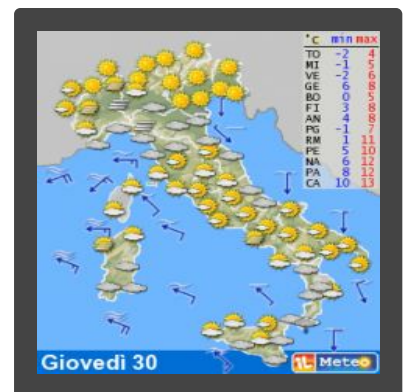 °C min max
TO -2 4
MI -1 5
VE -2 6
GE 6 8
BO 0 5
FI 3 8
AN 4 8
PG -1 7
RM 1 11
PE 5 10
NA 6 12
PA 8 12
CA 10 13
Giovedì 30
iL Meteo